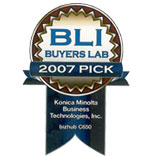 BLI
BUYERS LAB
2007 PICK
Konica Minolta
Business
Technologies, Inc.
bizhub C650